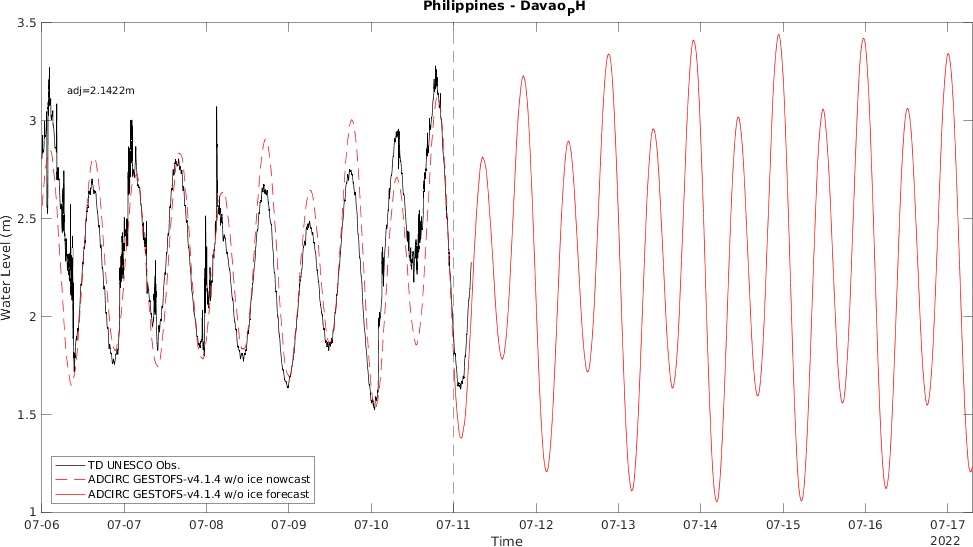 Philippines - Davao_PH
adj=2.1422m
Water Level (m)
3.5
3
2.5
2
1.5
1
TD UNESCO Obs.
ADCIRC GESTOFS-v4.1.4 w/o ice nowcast
ADCIRC GESTOFS-v4.1.4 w/o ice forecast
07-06 07-07 07-08 07-09 07-10 07-11 07-12 07-13 07-14 07-15 07-16 07-17
Time 2022